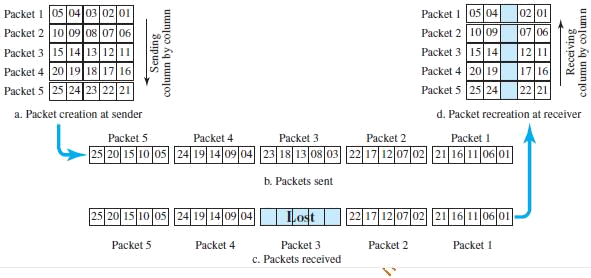 Packet 1 05 04 03 02 01
Packet 2 10 09 08 07 06
Packet 3 15 14 13 12 11
Packet 4 20 19 18 17 16
Packet 5 25 24 23 22 21
Sending
column by column
a. Packet creation at sender
Packet 1 05 04 02 01
Packet 2 10 09 07 06
Packet 3 15 14 12 11
Packet 4 20 19 17 16
Packet 5 25 24 22 21
Receiving
column by column
d. Packet recreation at receiver
Packet 5 Packet 4 Packet 3 Packet 2 Packet 1
25 20 15 10 05 24 19 14 09 04 23 18 13 08 03 22 17 12 07 02 21 16 11 06 01
b. Packets sent
25 20 15 10 05 24 19 14 09 04 Lost 22 17 12 07 02 21 16 11 06 01
Packet 5 Packet 4 Packet 3 Packet 2 Packet 1
c. Packets received